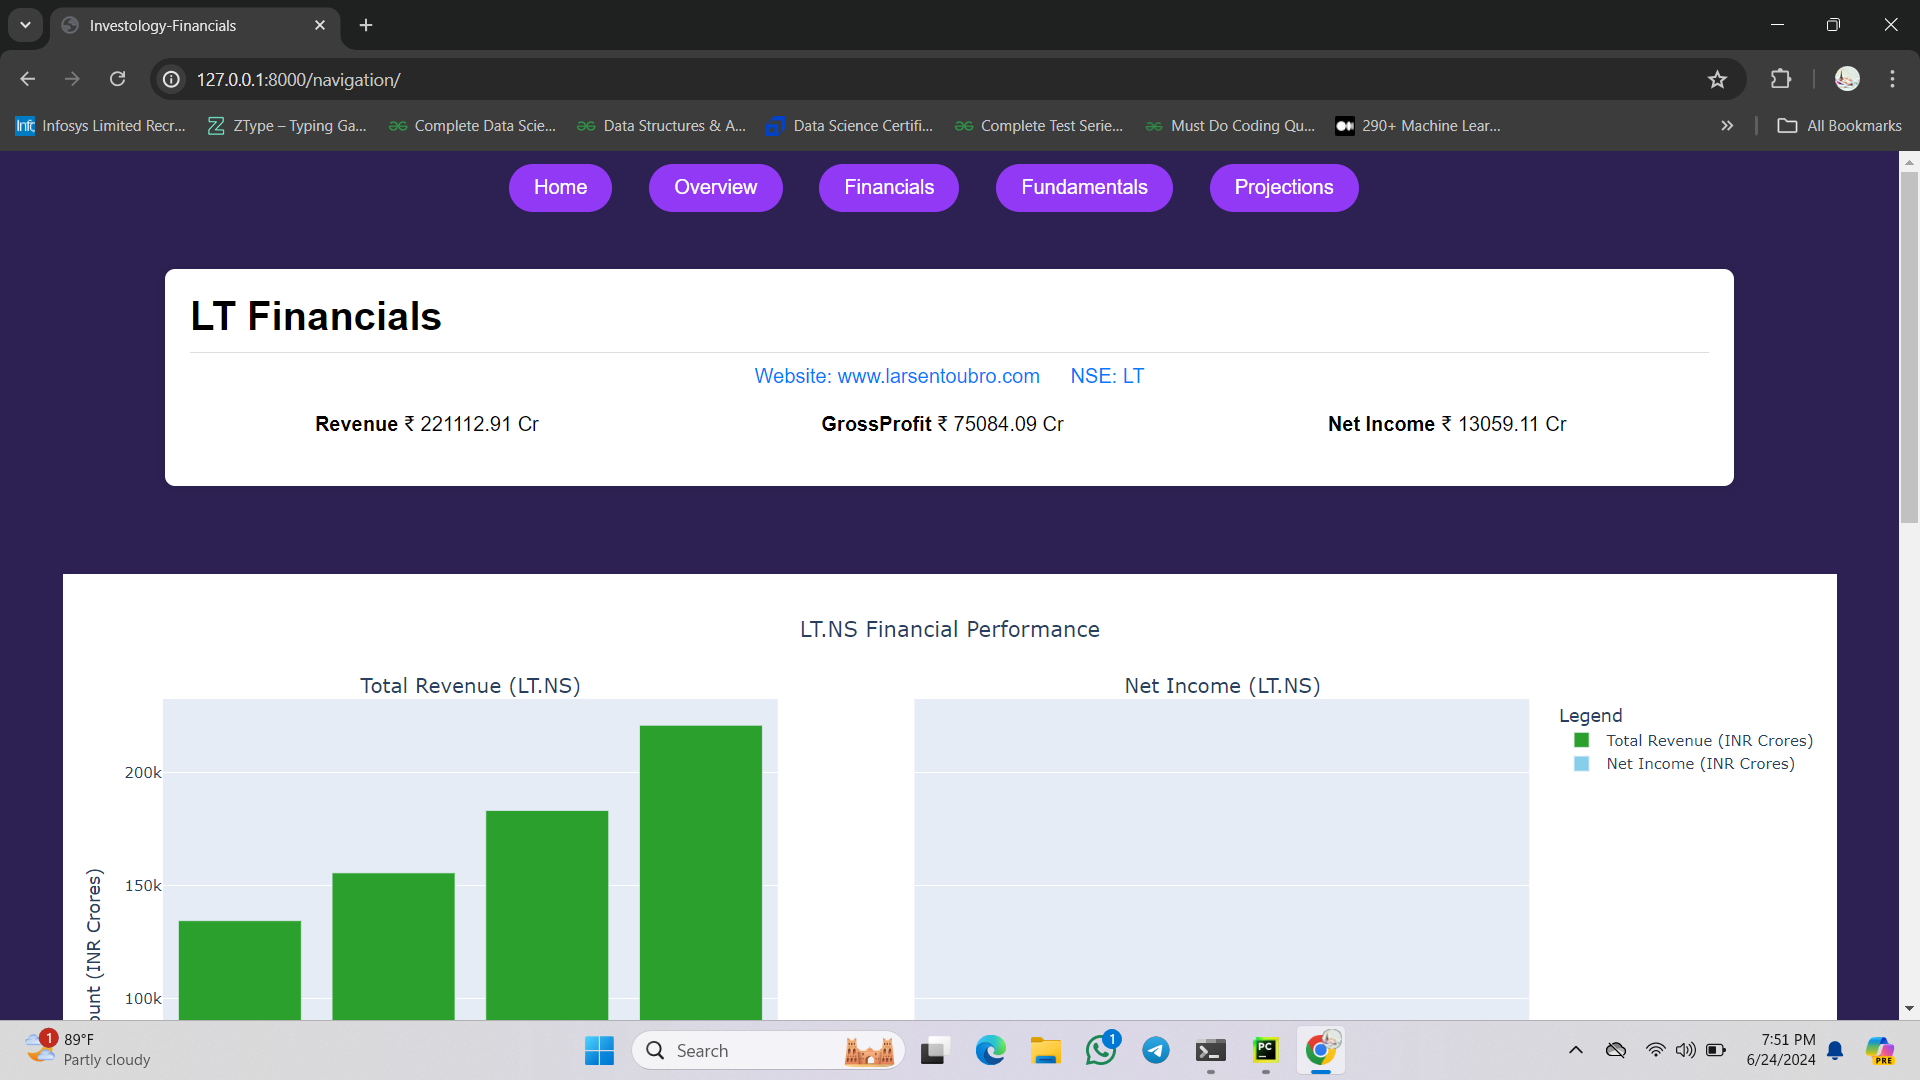 Investology-Financials
127.0.0.1:8000/navigation/
Infosys Limited Recr...
ZType – Typing Ga...
Complete Data Scie...
Data Structures & A...
Data Science Certifi...
Complete Test Serie...
Must Do Coding Qu...
290+ Machine Lear...
All Bookmarks
Home
Overview
Financials
Fundamentals
Projections
LT Financials
Website: www.larsentoubro.com NSE: LT
Revenue ₹ 221112.91 Cr
GrossProfit ₹ 75084.09 Cr
Net Income ₹ 13059.11 Cr
LT.NS Financial Performance
Total Revenue (LT.NS)
Net Income (LT.NS)
Legend
Total Revenue (INR Crores)
Net Income (INR Crores)
200k
150k
100k
ount (INR Crores)
1
89°F
Partly cloudy
Search
1
PC
7:51 PM
6/24/2024
PRE